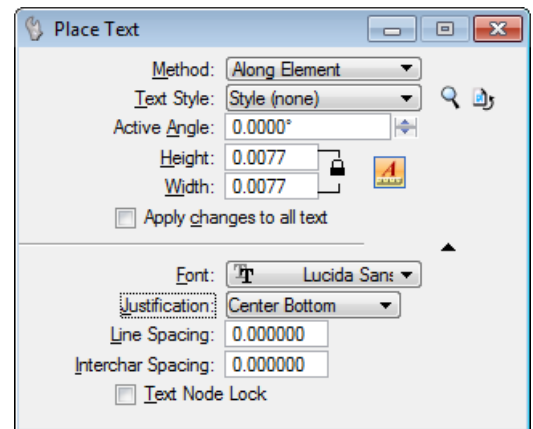 Place Text
Method: Along Element
Text Style: Style (none)
Active Angle: 0.0000°
Height: 0.0077
Width: 0.0077
A
Apply changes to all text
Font: Lucida Sans
Justification: Center Bottom
Line Spacing: 0.000000
Interchar Spacing: 0.000000
Text Node Lock